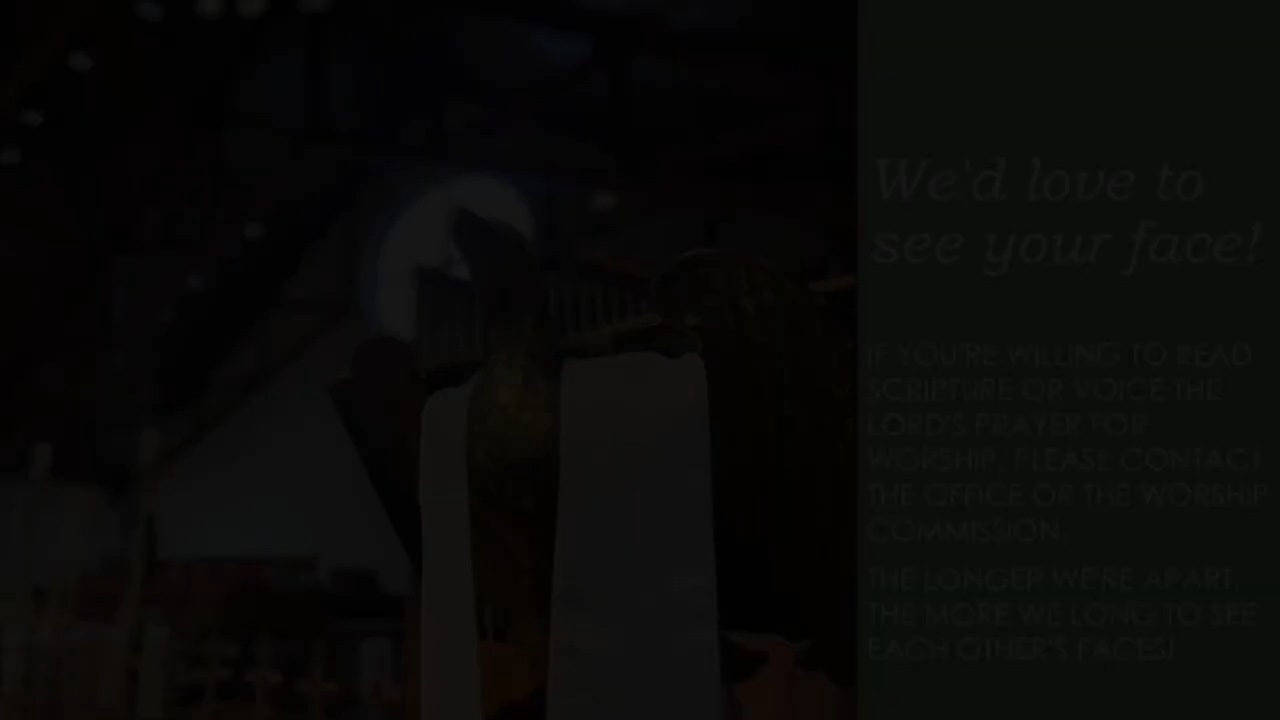 We'd love to
see your face!
IF YOU'RE WILLING TO READ
SCRIPTURE OR VOICE THE
LORD'S PRAYER FOR
WORSHIP, PLEASE CONTACT
THE OFFICE OR THE WORSHIP
COMMISSION.
THE LONGER WE'RE APART,
THE MORE WE LONG TO SEE
EACH OTHER'S FACES!